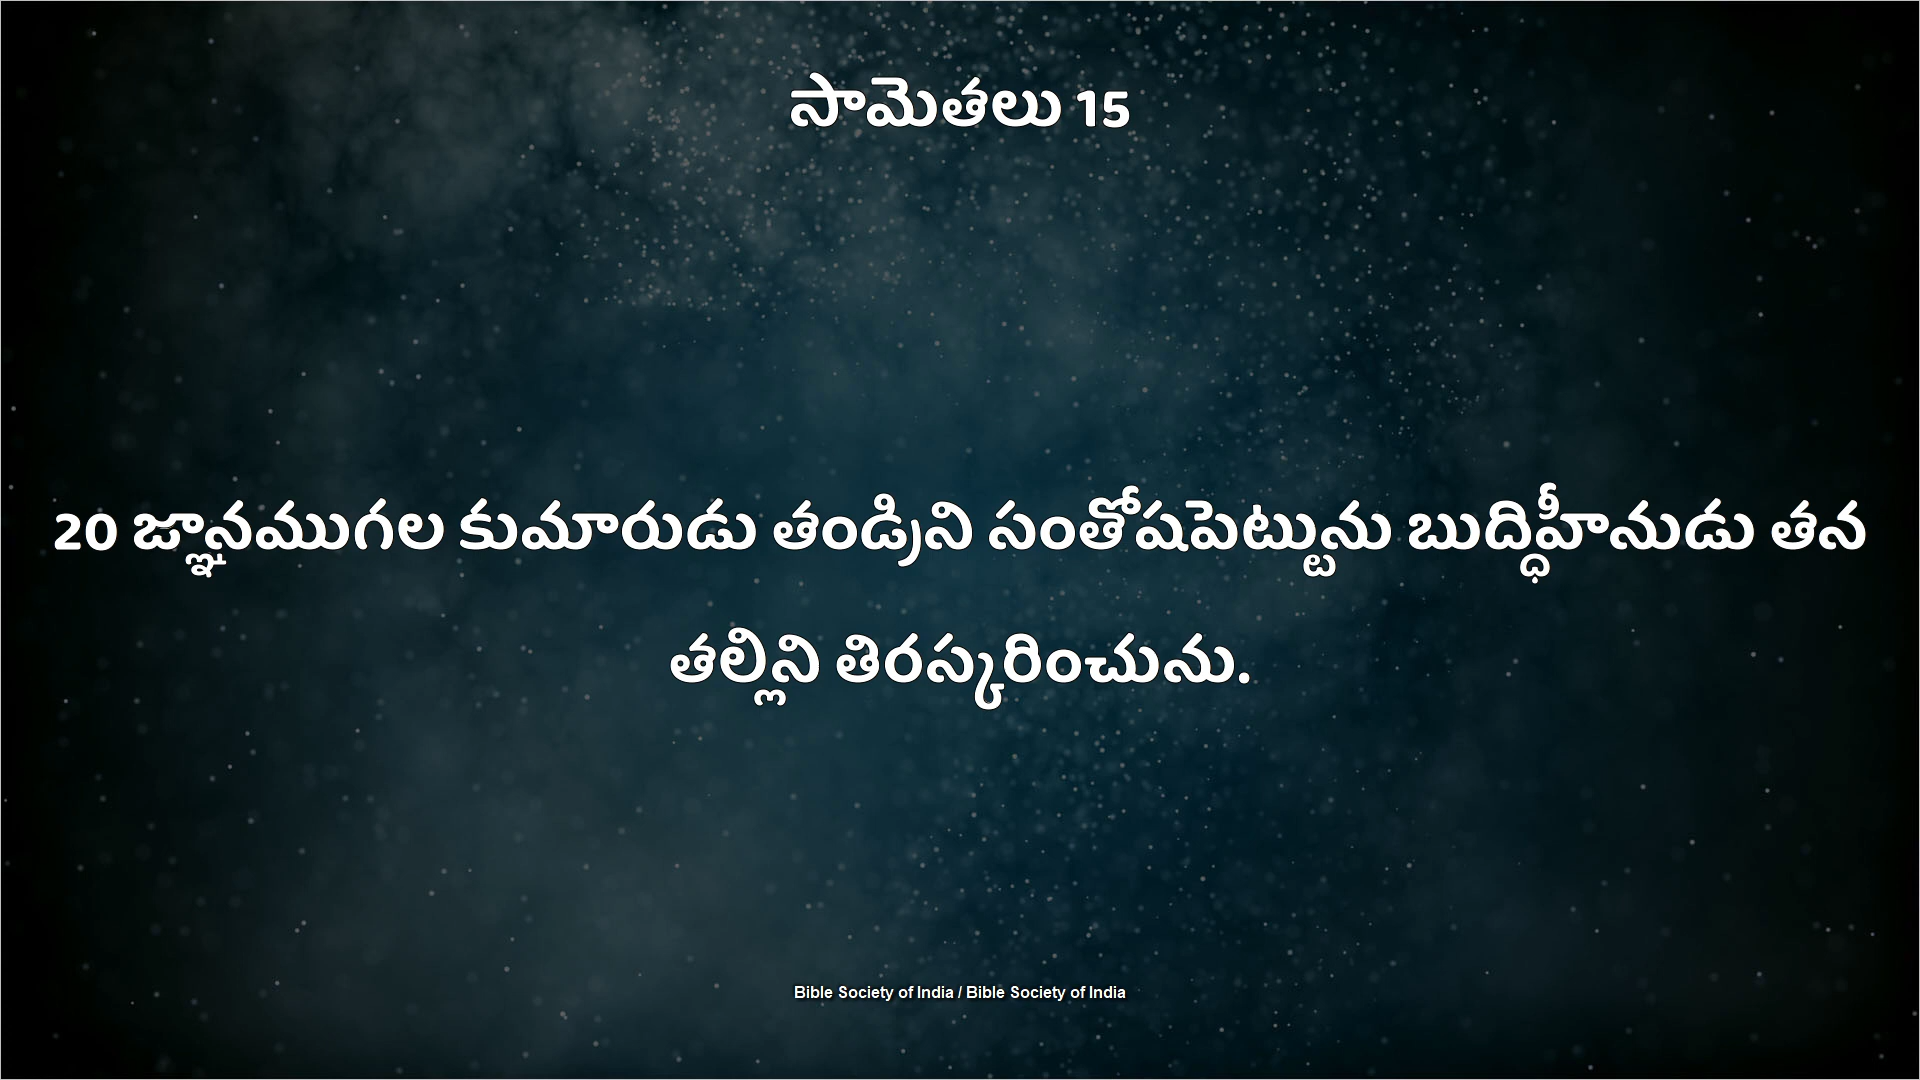 సామెతలు 15
20 జ్ఞానముగల కుమారుడు తండ్రిని సంతోషపెట్టును బుద్ధిహీనుడు తన
తల్లిని తిరస్కరించును.
Bible Society of India / Bible Society of India